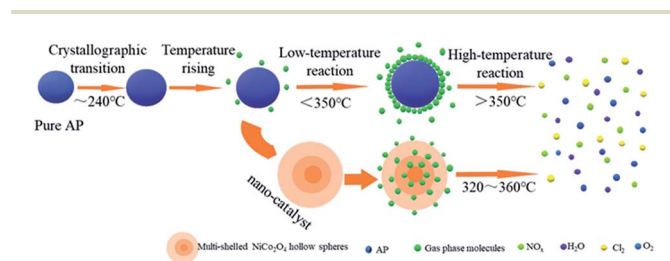 Crystallographic
transition
Temperature
rising
Low-temperature
reaction
High-temperature
reaction
~240℃
<350℃
>350℃
Pure AP
nano-catalyst
320~360℃
Multi-shelled NiCo₂O₄ hollow spheres AP Gas phase molecules NOₓ H₂O Cl₂ O₂